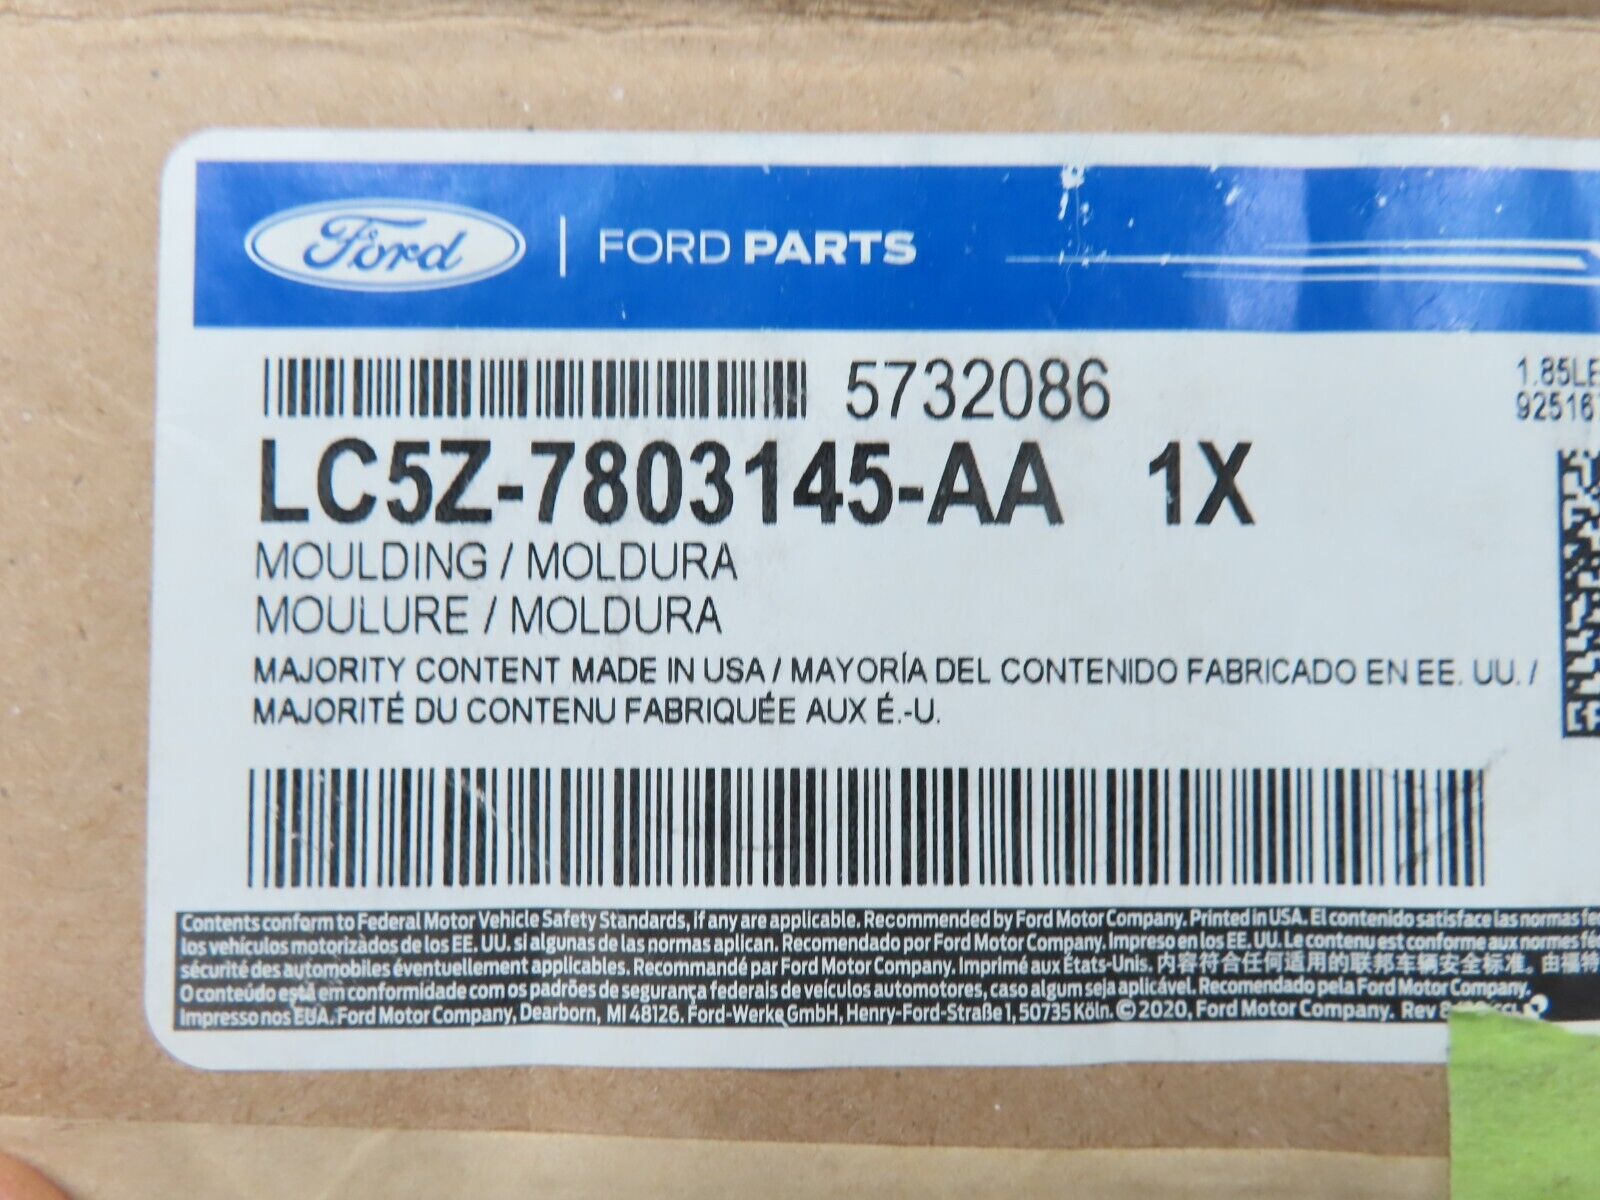 Ford | FORD PARTS
5732086
1.85LE
92516
LC5Z-7803145-AA 1X
MOULDING / MOLDURA
MOULURE / MOLDURA
MAJORITY CONTENT MADE IN USA / MAYORÍA DEL CONTENIDO FABRICADO EN EE. UU. /
MAJORITÉ DU CONTENU FABRIQUÉE AUX É.-U.
Contents conform to Federal Motor Vehicle Safety Standards, if any are applicable. Recommended by Ford Motor Company. Printed in USA. El contenido satisface las normas
los vehículos motorizados de los EE. UU. si algunas de las normas aplican. Recomendado por Ford Motor Company. Impreso en los EE. UU. Le contenu est conforme aux normes
sécurité des automobiles éventuellement applicables. Recommandé par Ford Motor Company. Imprimé aux États-Unis. 内容符合任何适用的联邦车辆安全标准。由福特
O conteúdo está em conformidade com os padrões de segurança federais de veículos automotores, caso algum seja aplicável. Recomendado pela Ford Motor Company.
Impresso nos EUA. Ford Motor Company, Dearborn, MI 48126. Ford-Werke GmbH, Henry-Ford-Straße 1, 50735 Köln. © 2020, Ford Motor Company. Rev